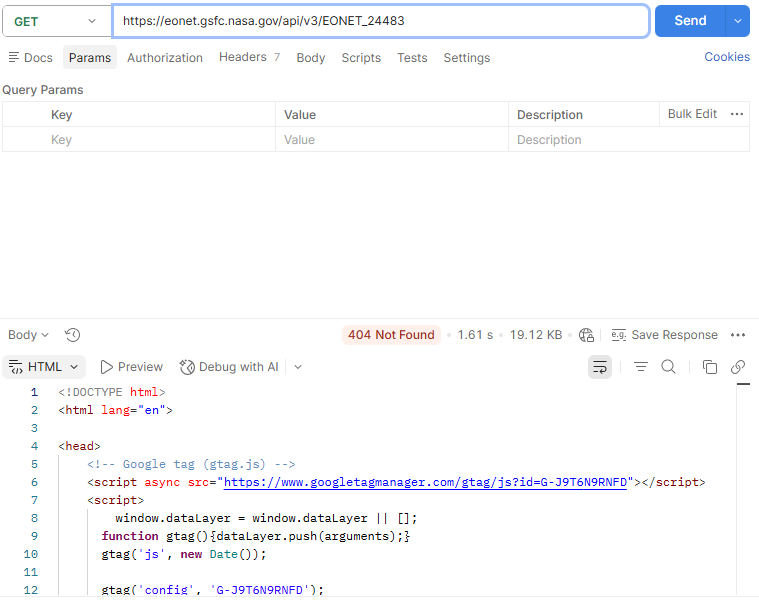 GET https://eonet.gsfc.nasa.gov/api/v3/EONET_24483 Send
Docs Params Authorization Headers 7 Body Scripts Tests Settings Cookies
Query Params
Key Value Description Bulk Edit ···
Key Value Description
Body 404 Not Found • 1.61 s • 19.12 KB • e.g. Save Response ···
HTML Preview Debug with AI
1 <!DOCTYPE html>
2 <html lang="en">
3
4 <head>
5 <!-- Google tag (gtag.js) -->
6 <script async src="https://www.googletagmanager.com/gtag/js?id=G-J9T6N9RNFD"></script>
7 <script>
8 window.dataLayer = window.dataLayer || [];
9 function gtag(){dataLayer.push(arguments);}
10 gtag('js', new Date());
11
12 gtag('config', 'G-J9T6N9RNFD');